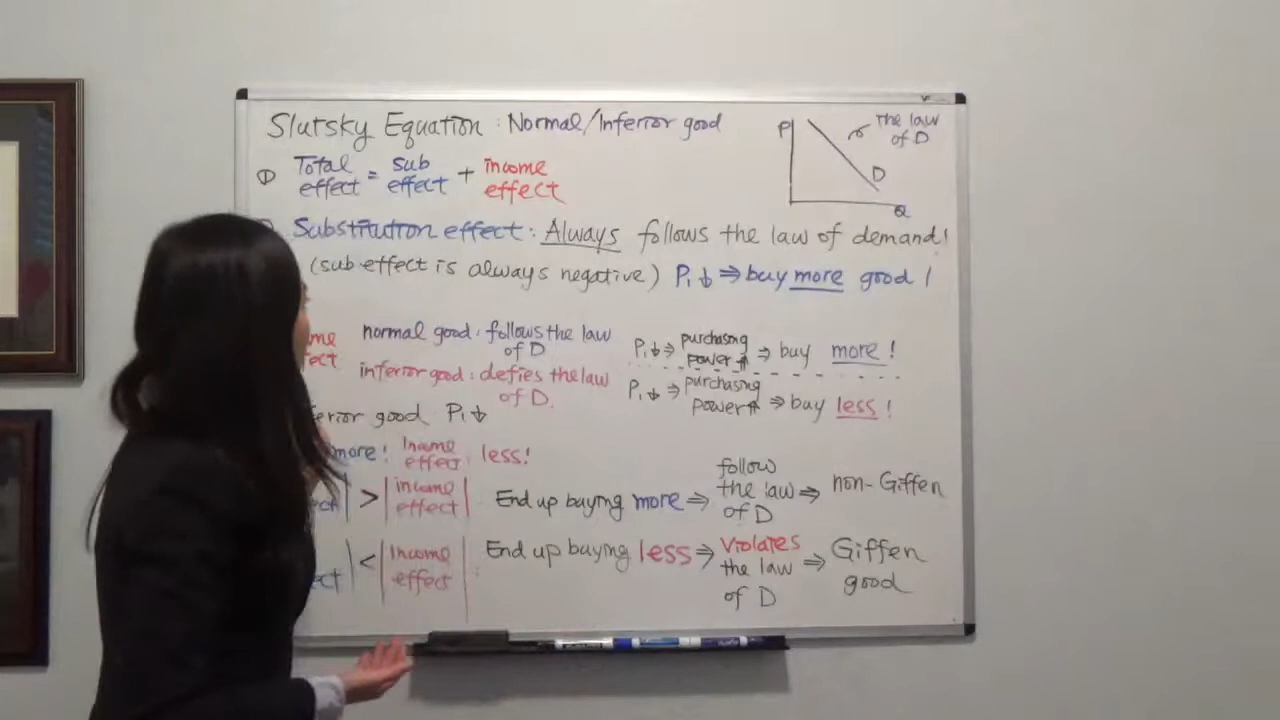 Slutsky Equation: Normal/Inferior good
① Total effect = sub effect + income effect
P
The law of D
D
Q
Substitution effect: Always follows the law of demand!
(sub effect is always negative) P₁↓ ⇒ buy more good 1
normal good: follows the law of D
P₁↓ ⇒ purchasing power↑ ⇒ buy more!
inferior good: defies the law of D.
P₁↓ ⇒ purchasing power↑ ⇒ buy less!
good P₁↓
more! Income effect: less!
> |income effect| End up buying more ⇒ follow the law of D ⇒ non-Giffen
< |Income effect| : End up buying less ⇒ Violates the law of D ⇒ Giffen good